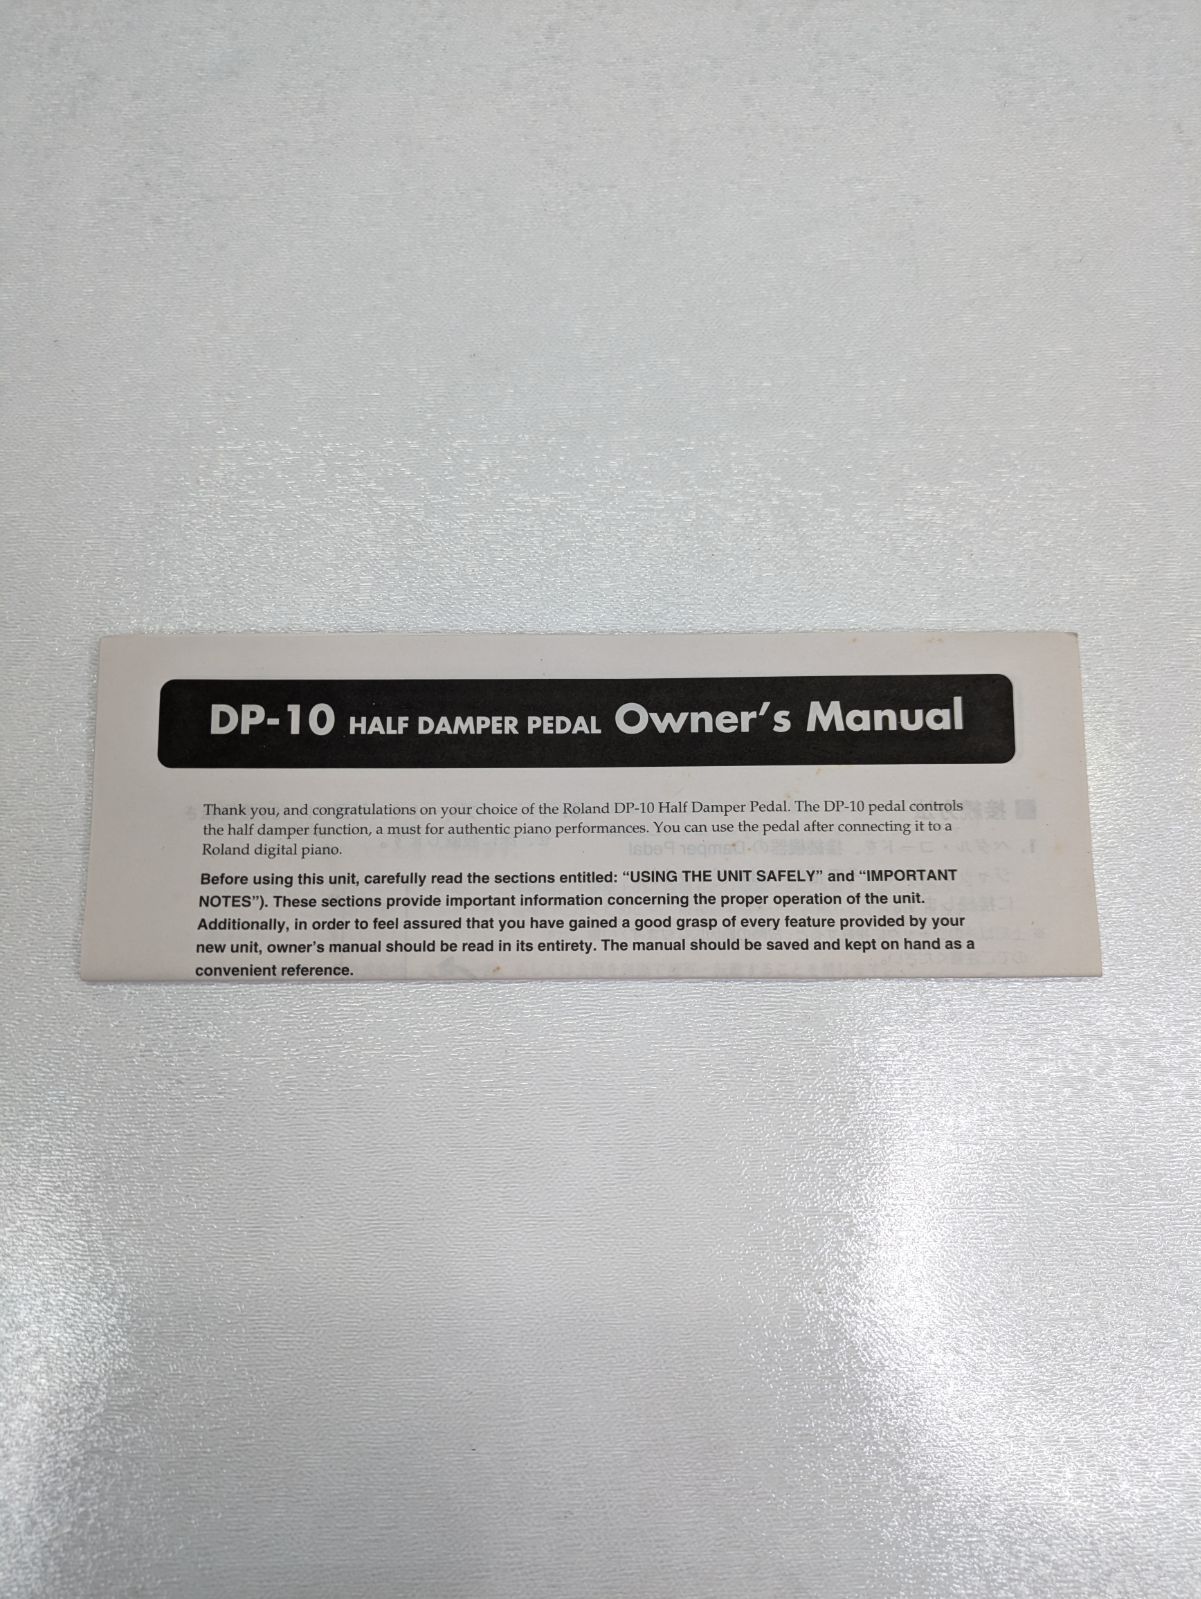 DP-10 HALF DAMPER PEDAL Owner's Manual
Thank you, and congratulations on your choice of the Roland DP-10 Half Damper Pedal. The DP-10 pedal controls
the half damper function, a must for authentic piano performances. You can use the pedal after connecting it to a
Roland digital piano.
Before using this unit, carefully read the sections entitled: “USING THE UNIT SAFELY” and “IMPORTANT
NOTES”). These sections provide important information concerning the proper operation of the unit.
Additionally, in order to feel assured that you have gained a good grasp of every feature provided by your
new unit, owner’s manual should be read in its entirety. The manual should be saved and kept on hand as a
convenient reference.